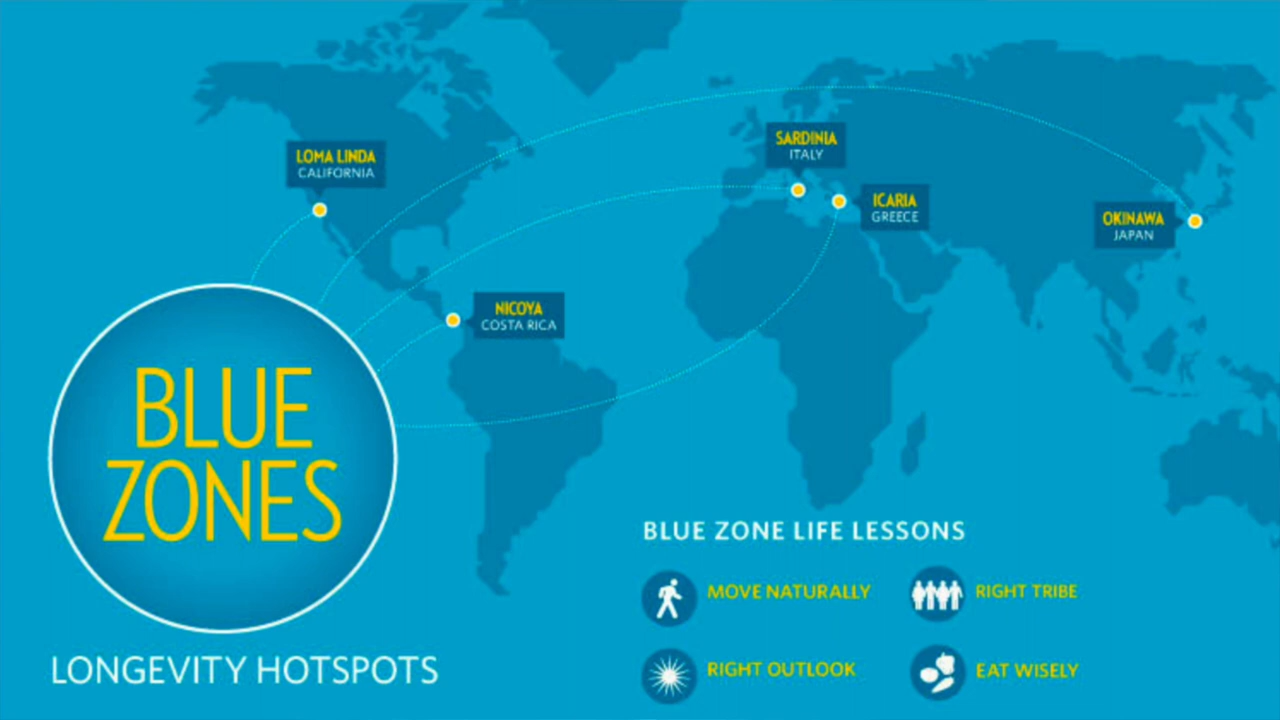 LOMA LINDA
CALIFORNIA
SARDINIA
ITALY
ICARIA
GREECE
OKINAWA
JAPAN
NICOYA
COSTA RICA
BLUE
ZONES
LONGEVITY HOTSPOTS
BLUE ZONE LIFE LESSONS
MOVE NATURALLY
RIGHT TRIBE
RIGHT OUTLOOK
EAT WISELY